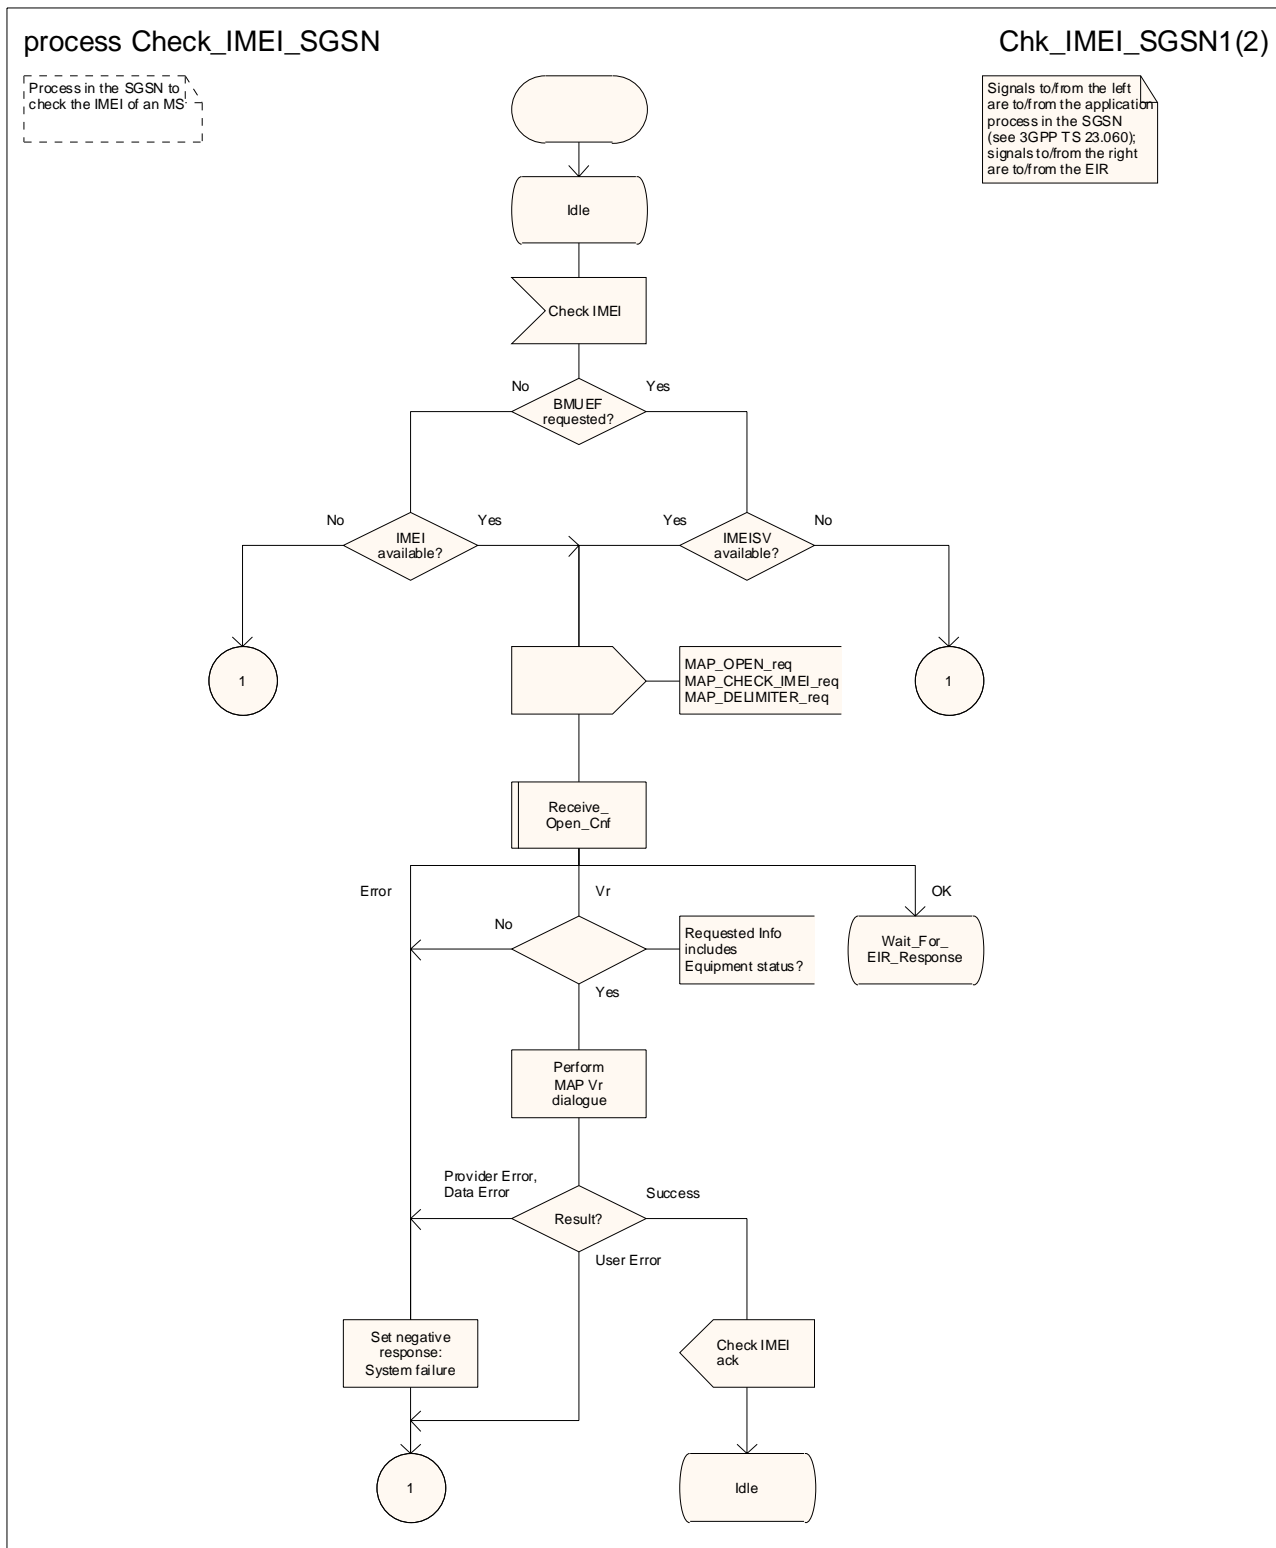 process Check_IMEI_SGSN
Chk_IMEI_SGSN1(2)
Process in the SGSN to
check the IMEI of an MS
Signals to/from the left
are to/from the application
process in the SGSN
(see 3GPP TS 23.060);
signals to/from the right
are to/from the EIR
Idle
Check IMEI
No
Yes
BMUEF
requested?
No
Yes
Yes
No
IMEI
available?
IMEISV
available?
1
MAP_OPEN_req
MAP_CHECK_IMEI_req
MAP_DELIMITER_req
1
Receive_
Open_Cnf
Error
Vr
OK
No
Requested Info
includes
Equipment status?
Wait_For_
EIR_Response
Yes
Perform
MAP Vr
dialogue
Provider Error,
Data Error
Success
Result?
User Error
Set negative
response:
System failure
Check IMEI
ack
1
Idle